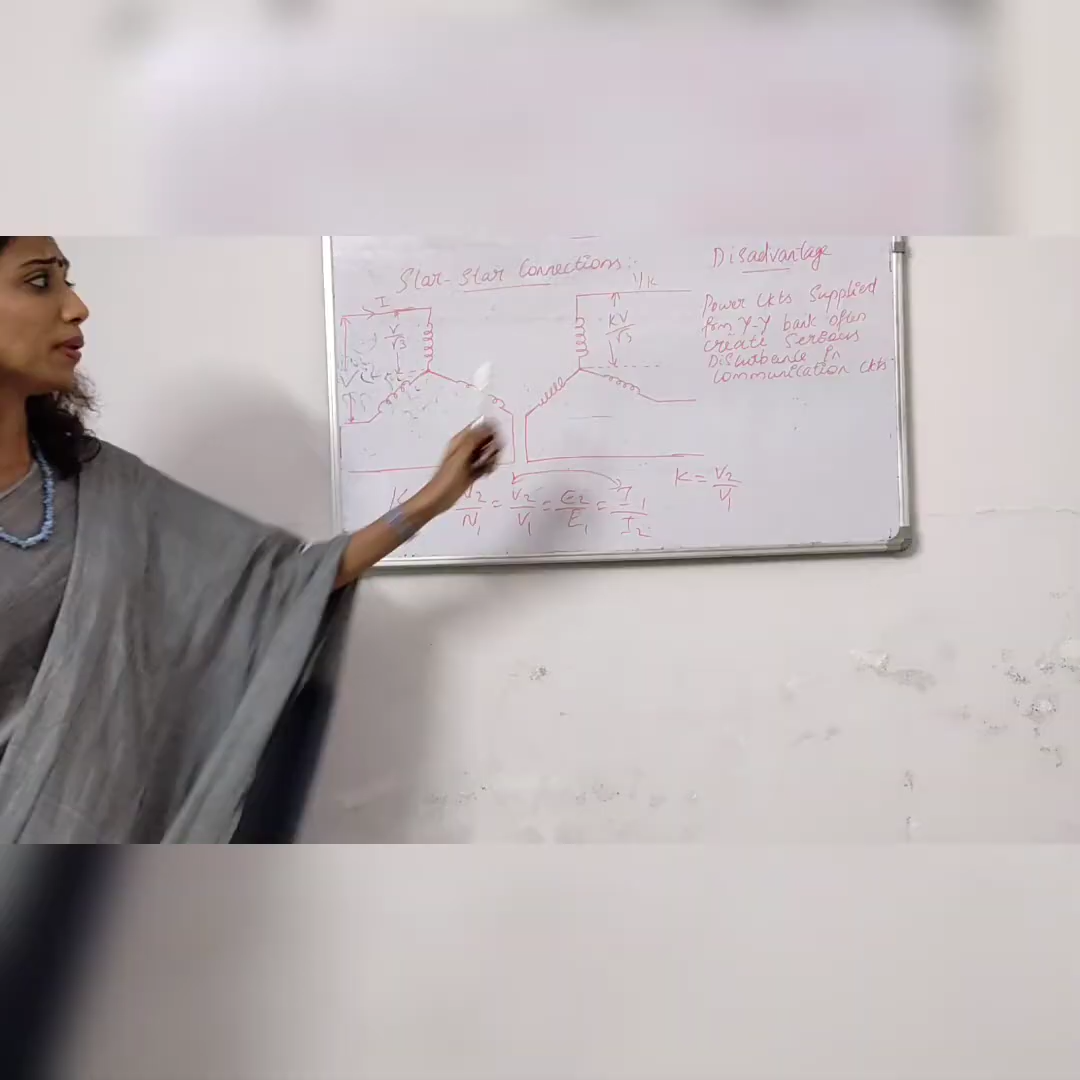 Star-Star Connections:
I
V/√3
V
I/K
KV/√3
K
N2/N1 = V2/V1 = E2/E1 = I1/I2
K = V2/V1
Disadvantage
Power Ckts Supplied
from Y-Y bank often
create Serious
Disturbance in
Communication Ckts.